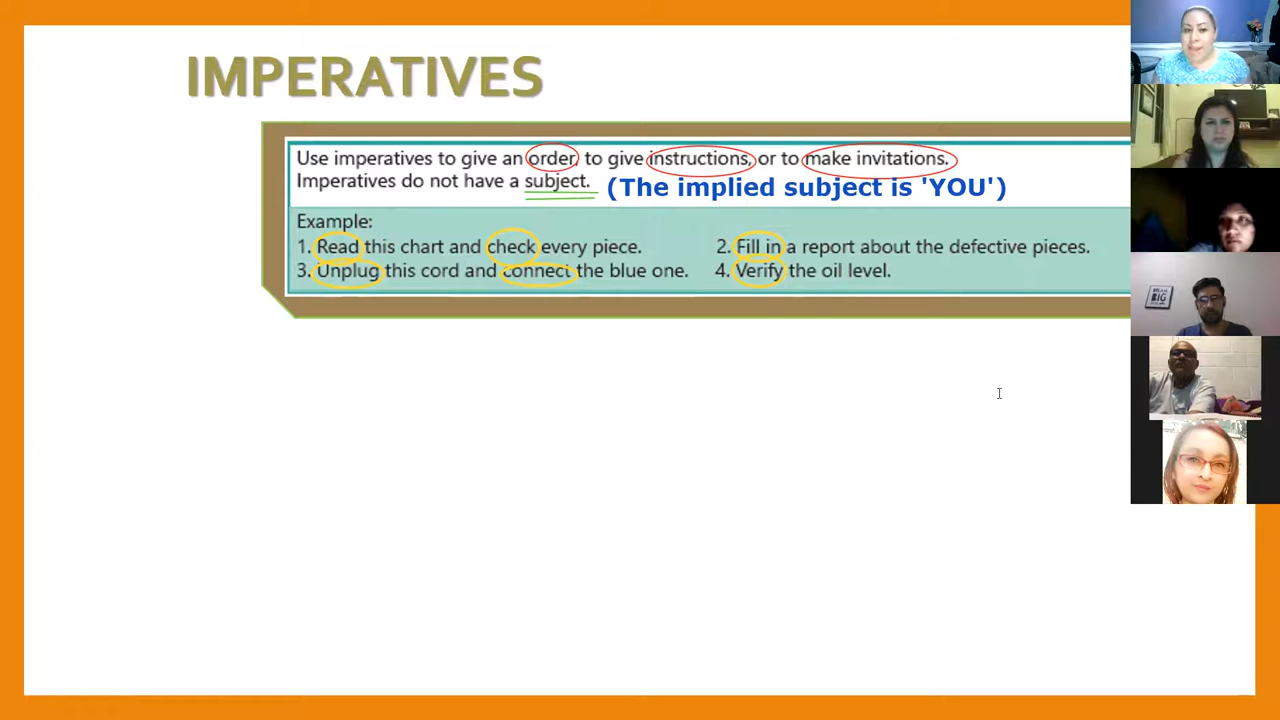 IMPERATIVES
Use imperatives to give an order, to give instructions, or to make invitations.
Imperatives do not have a subject. (The implied subject is 'YOU')
Example:
1. Read this chart and check every piece. 2. Fill in a report about the defective pieces.
3. Unplug this cord and connect the blue one. 4. Verify the oil level.
DREAM
BIG